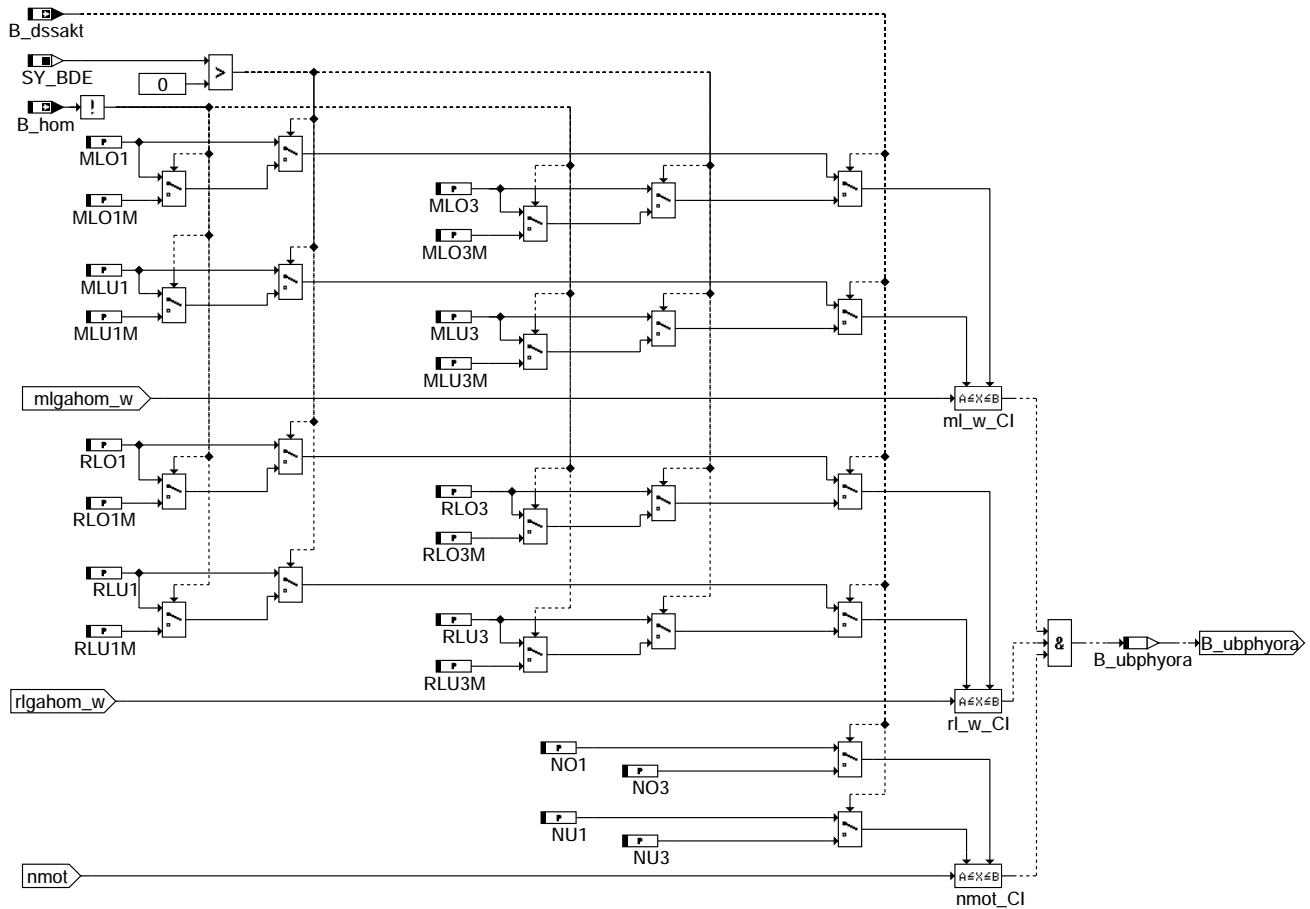 B_dssakt
SY_BDE
0
>
B_hom
!
P
MLO1
P
MLO1M
P
MLO3
P
MLO3M
P
MLU1
P
MLU1M
P
MLU3
P
MLU3M
mlgahom_w
A≤X≤B
ml_w_CI
P
RLO1
P
RLO1M
P
RLO3
P
RLO3M
P
RLU1
P
RLU1M
P
RLU3
P
RLU3M
&
B_ubphyora
B_ubphyora
rlgahom_w
A≤X≤B
rl_w_CI
P
NO1
P
NO3
P
NU1
P
NU3
nmot
A≤X≤B
nmot_CI